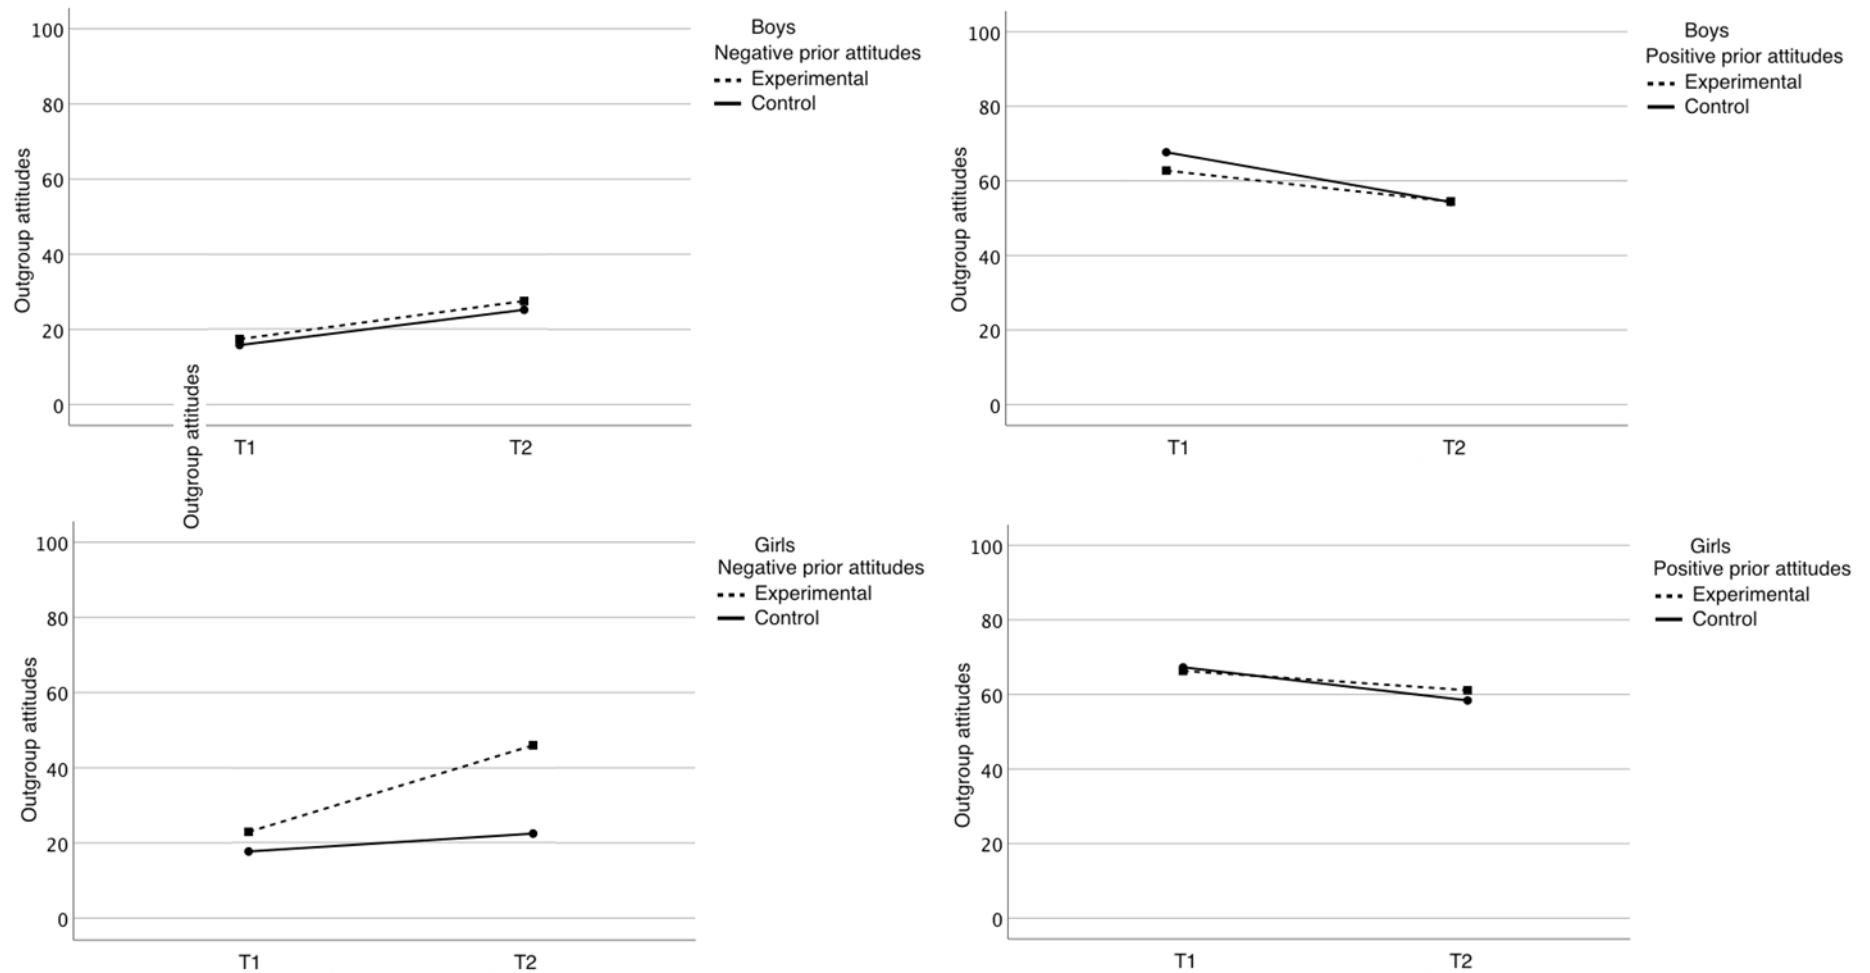 Boys
Negative prior attitudes
Experimental
Control
Outgroup attitudes
100
80
60
40
20
0
T1 T2
Boys
Positive prior attitudes
Experimental
Control
Outgroup attitudes
100
80
60
40
20
0
T1 T2
Outgroup attitudes
Girls
Negative prior attitudes
Experimental
Control
Outgroup attitudes
100
80
60
40
20
0
T1 T2
Girls
Positive prior attitudes
Experimental
Control
Outgroup attitudes
100
80
60
40
20
0
T1 T2